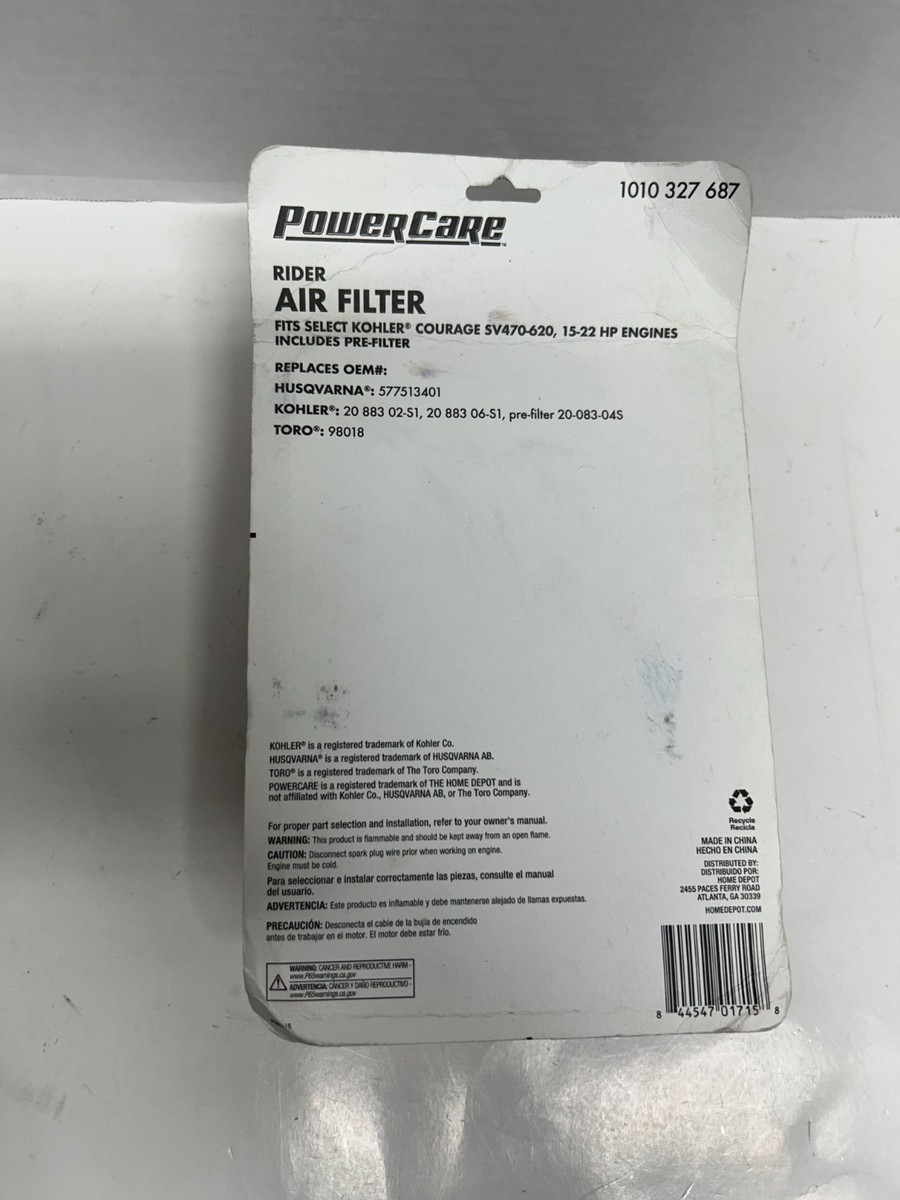 1010 327 687
PowerCare™
RIDER
AIR FILTER
FITS SELECT KOHLER® COURAGE SV470-620, 15-22 HP ENGINES
INCLUDES PRE-FILTER
REPLACES OEM#:
HUSQVARNA®: 577513401
KOHLER®: 20 883 02-S1, 20 883 06-S1, pre-filter 20-083-04S
TORO®: 98018
KOHLER® is a registered trademark of Kohler Co.
HUSQVARNA® is a registered trademark of HUSQVARNA AB.
TORO® is a registered trademark of The Toro Company.
POWERCARE is a registered trademark of THE HOME DEPOT and is
not affiliated with Kohler Co., HUSQVARNA AB, or The Toro Company.
For proper part selection and installation, refer to your owner's manual.
WARNING: This product is flammable and should be kept away from an open flame.
CAUTION: Disconnect spark plug wire prior when working on engine.
Engine must be cold.
Para seleccionar e instalar correctamente las piezas, consulte el manual
del usuario.
ADVERTENCIA: Este producto es inflamable y debe mantenerse alejado de llamas expuestas.
PRECAUCIÓN: Desconecta el cable de la bujía de encendido
antes de trabajar en el motor. El motor debe estar frío.
WARNING: CANCER AND REPRODUCTIVE HARM -
www.P65warnings.ca.gov
ADVERTENCIA: CÁNCER Y DAÑO REPRODUCTIVO -
www.P65warnings.ca.gov
Recycle
Recicla
MADE IN CHINA
HECHO EN CHINA
DISTRIBUTED BY:
DISTRIBUIDO POR:
HOME DEPOT
2455 PACES FERRY ROAD
ATLANTA, GA 30339
HOMEDEPOT.COM
8 44547 01715 8